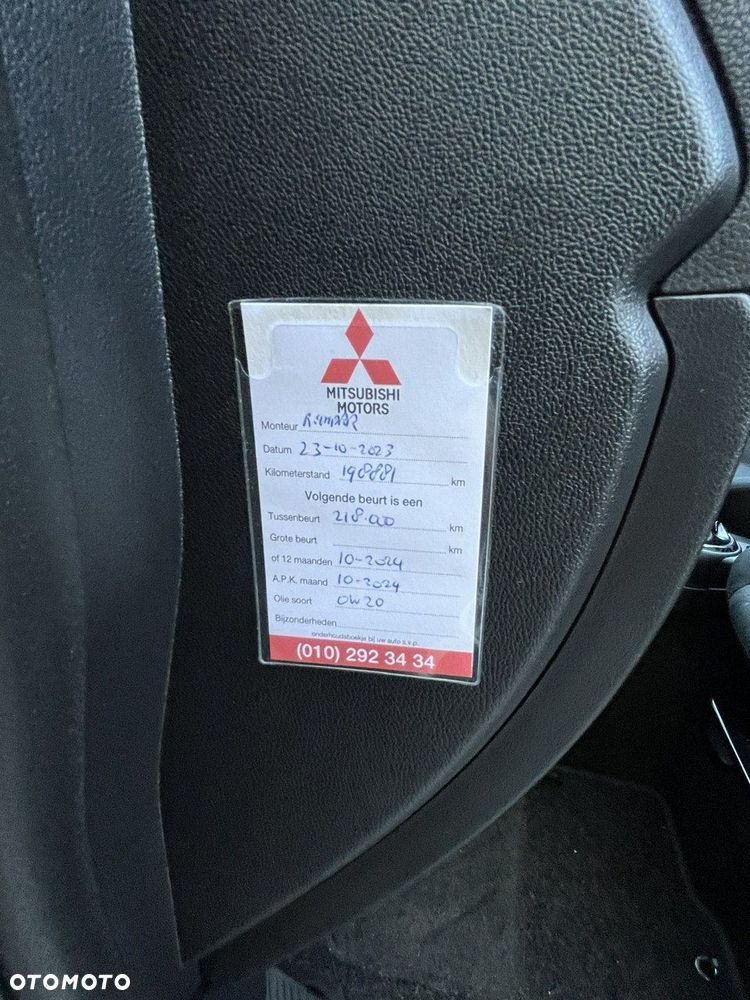 MITSUBISHI
MOTORS
Monteur
Datum 23-10-2023
Kilometerstand 198881 km
Volgende beurt is een
Tussenbeurt 218.000 km
Grote beurt km
of 12 maanden 10-2024
A.P.K. maand 10-2024
Olie soort 0W20
Bijzonderheden
onderhoudsboekje bij uw auto s.v.p.
(010) 292 34 34
OTOMOTO